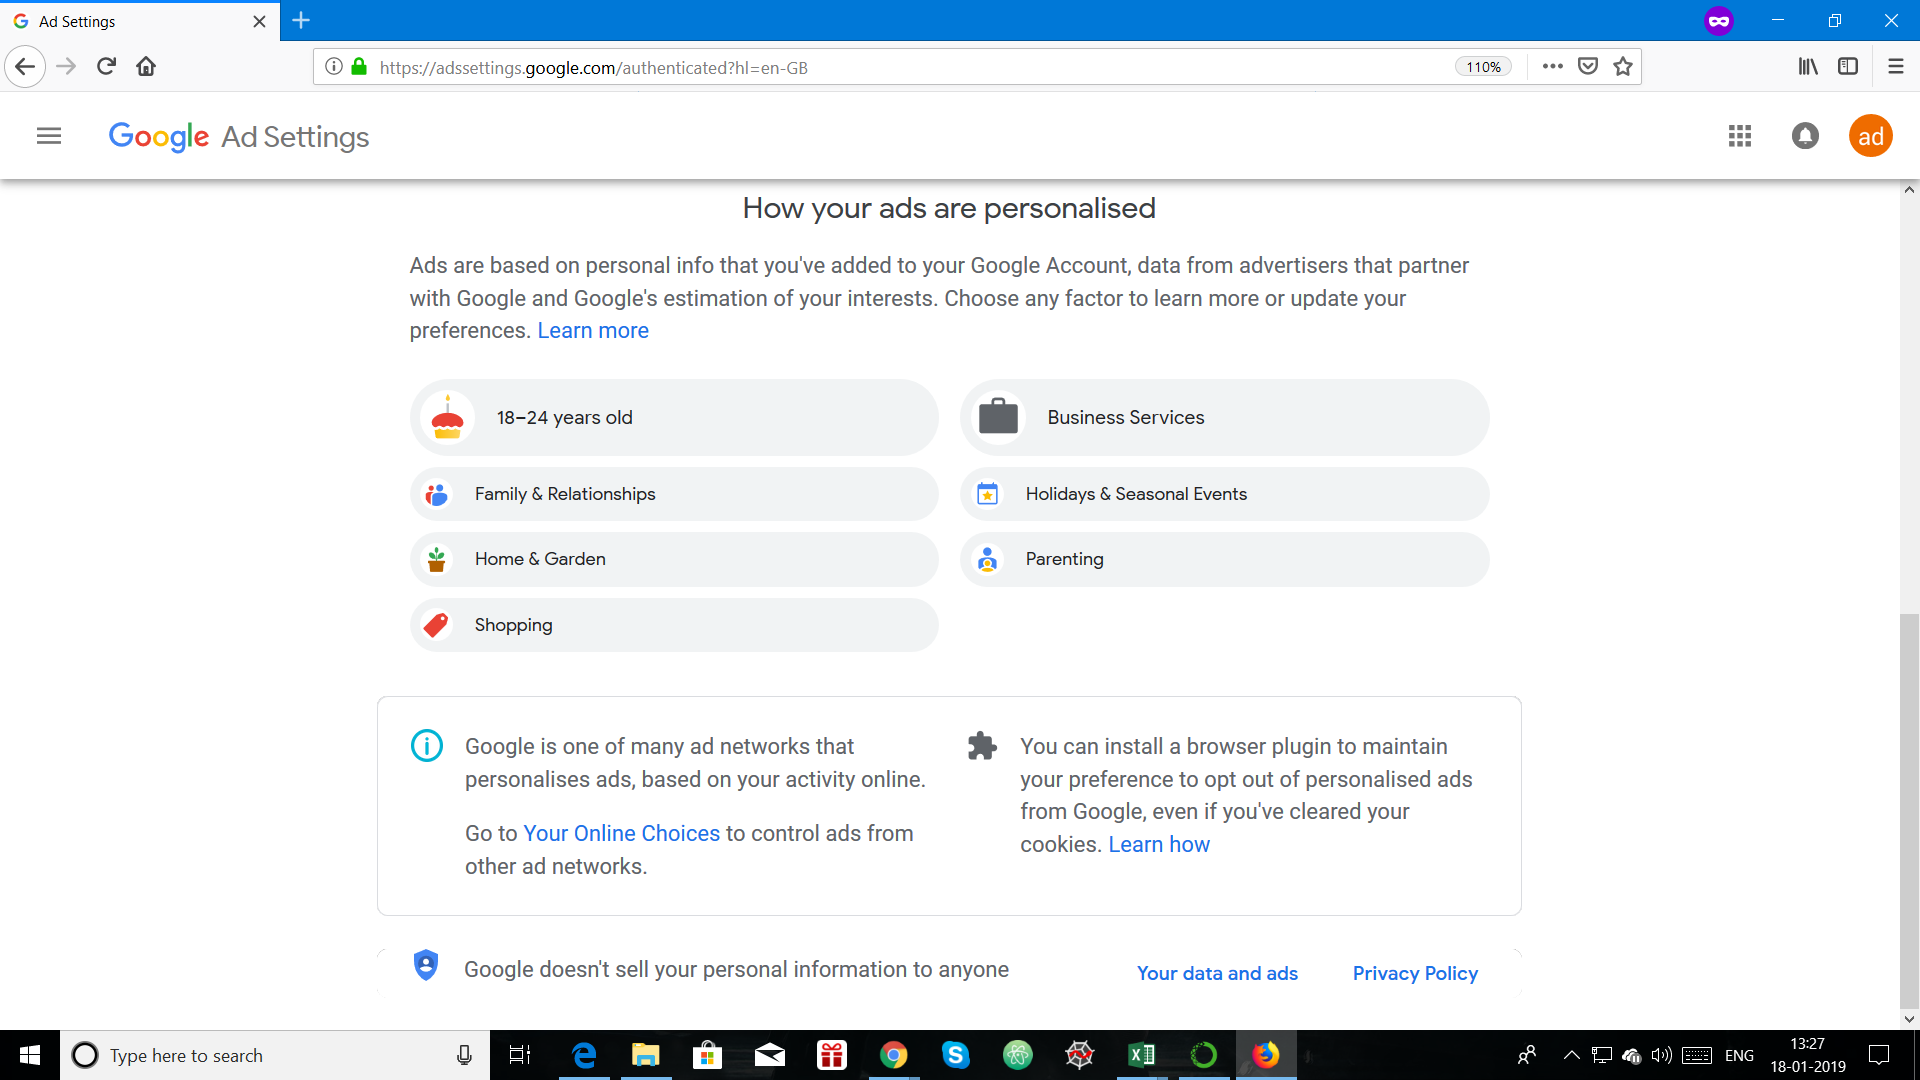 Ad Settings
https://adssettings.google.com/authenticated?hl=en-GB
110%
Google Ad Settings
ad
How your ads are personalised
Ads are based on personal info that you've added to your Google Account, data from advertisers that partner
with Google and Google's estimation of your interests. Choose any factor to learn more or update your
preferences. Learn more
18–24 years old
Business Services
Family & Relationships
Holidays & Seasonal Events
Home & Garden
Parenting
Shopping
Google is one of many ad networks that
personalises ads, based on your activity online.
Go to Your Online Choices to control ads from
other ad networks.
You can install a browser plugin to maintain
your preference to opt out of personalised ads
from Google, even if you've cleared your
cookies. Learn how
Google doesn't sell your personal information to anyone
Your data and ads
Privacy Policy
Type here to search
ENG
13:27
18-01-2019